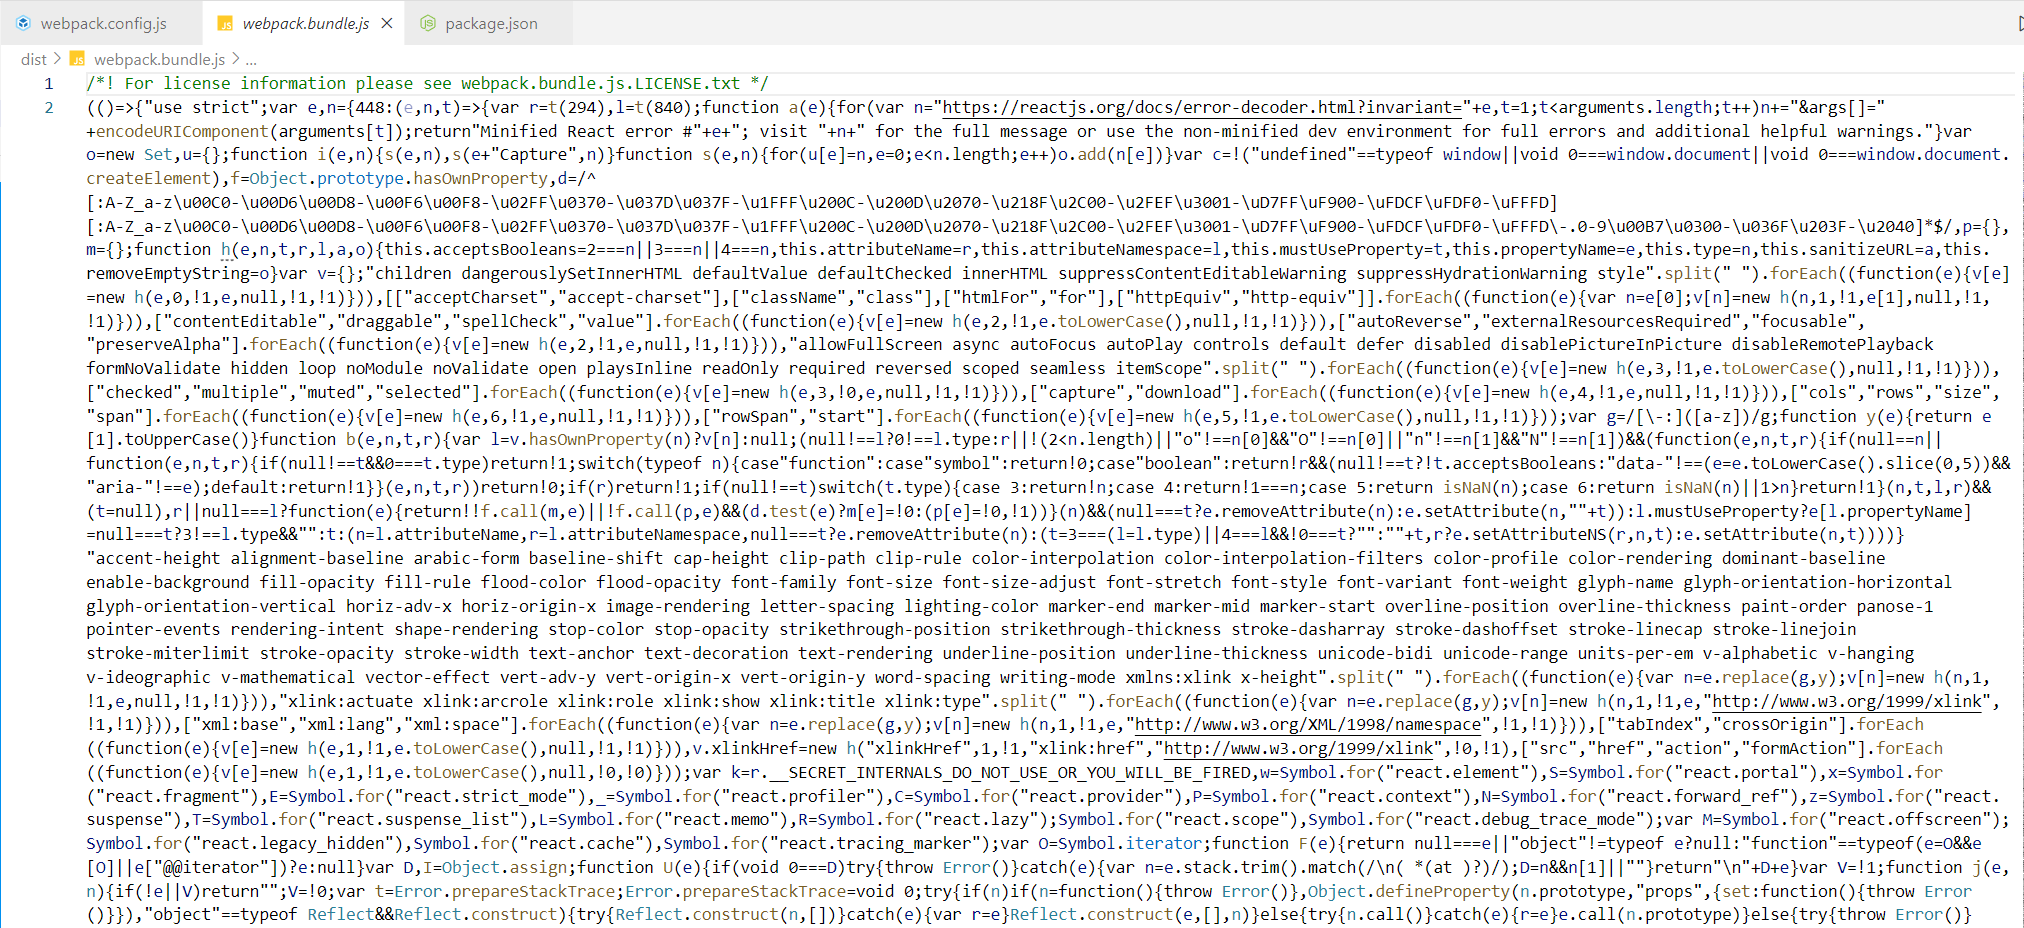 webpack.config.js
webpack.bundle.js
package.json
dist > webpack.bundle.js > ...
1 /*! For license information please see webpack.bundle.js.LICENSE.txt */
2 (()=>{"use strict";var e,n={448:(e,n,t)=>{var r=t(294),l=t(840);function a(e){for(var n="https://reactjs.org/docs/error-decoder.html?invariant="+e,t=1;t<arguments.length;t++)n+="&args[]="
+encodeURIComponent(arguments[t]);return"Minified React error #"+e+"; visit "+n+" for the full message or use the non-minified dev environment for full errors and additional helpful warnings."}var
o=new Set,u={};function i(e,n){s(e,n),s(e+"Capture",n)}function s(e,n){for(u[e]=n,e=0;e<n.length;e++)o.add(n[e])}var c=!("undefined"==typeof window||void 0===window.document||void 0===window.document.
createElement),f=Object.prototype.hasOwnProperty,d=/^
[:A-Z_a-z\u00C0-\u00D6\u00D8-\u00F6\u00F8-\u02FF\u0370-\u037D\u037F-\u1FFF\u200C-\u200D\u2070-\u218F\u2C00-\u2FEF\u3001-\uD7FF\uF900-\uFDCF\uFDF0-\uFFFD]
[:A-Z_a-z\u00C0-\u00D6\u00D8-\u00F6\u00F8-\u02FF\u0370-\u037D\u037F-\u1FFF\u200C-\u200D\u2070-\u218F\u2C00-\u2FEF\u3001-\uD7FF\uF900-\uFDCF\uFDF0-\uFFFD\-.0-9\u00B7\u0300-\u036F\u203F-\u2040]*$/,p={},
m={};function h(e,n,t,r,l,a,o){this.acceptsBooleans=2===n||3===n||4===n,this.attributeName=r,this.attributeNamespace=l,this.mustUseProperty=t,this.propertyName=e,this.type=n,this.sanitizeURL=a,this.
removeEmptyString=o}var v={};"children dangerouslySetInnerHTML defaultValue defaultChecked innerHTML suppressContentEditableWarning suppressHydrationWarning style".split(" ").forEach((function(e){v[e]
=new h(e,0,!1,e,null,!1,!1)})),[["acceptCharset","accept-charset"],["className","class"],["htmlFor","for"],["httpEquiv","http-equiv"]].forEach((function(e){var n=e[0];v[n]=new h(n,1,!1,e[1],null,!1,
!1)})),["contentEditable","draggable","spellCheck","value"].forEach((function(e){v[e]=new h(e,2,!1,e.toLowerCase(),null,!1,!1)})),["autoReverse","externalResourcesRequired","focusable",
"preserveAlpha"].forEach((function(e){v[e]=new h(e,2,!1,e,null,!1,!1)})),"allowFullScreen async autoFocus autoPlay controls default defer disabled disablePictureInPicture disableRemotePlayback
formNoValidate hidden loop noModule noValidate open playsInline readOnly required reversed scoped seamless itemScope".split(" ").forEach((function(e){v[e]=new h(e,3,!1,e.toLowerCase(),null,!1,!1)})),
["checked","multiple","muted","selected"].forEach((function(e){v[e]=new h(e,3,!0,e,null,!1,!1)})),["capture","download"].forEach((function(e){v[e]=new h(e,4,!1,e,null,!1,!1)})),["cols","rows","size",
"span"].forEach((function(e){v[e]=new h(e,6,!1,e,null,!1,!1)})),["rowSpan","start"].forEach((function(e){v[e]=new h(e,5,!1,e.toLowerCase(),null,!1,!1)}));var g=/[\-:]([a-z])/g;function y(e){return e
[1].toUpperCase()}function b(e,n,t,r){var l=v.hasOwnProperty(n)?v[n]:null;(null!==l?0!==l.type:r||!(2<n.length)||"o"!==n[0]&&"O"!==n[0]||"n"!==n[1]&&"N"!==n[1])&&(function(e,n,t,r){if(null==n||
function(e,n,t,r){if(null!==t&&0===t.type)return!1;switch(typeof n){case"function":case"symbol":return!0;case"boolean":return!r&&(null!==t?!t.acceptsBooleans:"data-"!==(e=e.toLowerCase().slice(0,5))&&
"aria-"!==e);default:return!1}}(e,n,t,r))return!0;if(r)return!1;if(null!==t)switch(t.type){case 3:return!n;case 4:return!1===n;case 5:return isNaN(n);case 6:return isNaN(n)||1>n}return!1}(n,t,l,r)&&
(t=null),r||null===l?function(e){return!!f.call(m,e)||!f.call(p,e)&&(d.test(e)?m[e]=!0:(p[e]=!0,!1))}(n)&&(null===t?e.removeAttribute(n):e.setAttribute(n,""+t)):l.mustUseProperty?e[l.propertyName]
=null===t?3!==l.type&&"":t:(n=l.attributeName,r=l.attributeNamespace,null===t?e.removeAttribute(n):(t=3===(l=l.type)||4===l&&!0===t?"":""+t,r?e.setAttributeNS(r,n,t):e.setAttribute(n,t))))}
"accent-height alignment-baseline arabic-form baseline-shift cap-height clip-path clip-rule color-interpolation color-interpolation-filters color-profile color-rendering dominant-baseline
enable-background fill-opacity fill-rule flood-color flood-opacity font-family font-size font-size-adjust font-stretch font-style font-variant font-weight glyph-name glyph-orientation-horizontal
glyph-orientation-vertical horiz-adv-x horiz-origin-x image-rendering letter-spacing lighting-color marker-end marker-mid marker-start overline-position overline-thickness paint-order panose-1
pointer-events rendering-intent shape-rendering stop-color stop-opacity strikethrough-position strikethrough-thickness stroke-dasharray stroke-dashoffset stroke-linecap stroke-linejoin
stroke-miterlimit stroke-opacity stroke-width text-anchor text-decoration text-rendering underline-position underline-thickness unicode-bidi unicode-range units-per-em v-alphabetic v-hanging
v-ideographic v-mathematical vector-effect vert-adv-y vert-origin-x vert-origin-y word-spacing writing-mode xmlns:xlink x-height".split(" ").forEach((function(e){var n=e.replace(g,y);v[n]=new h(n,1,
!1,e,null,!1,!1)})),"xlink:actuate xlink:arcrole xlink:role xlink:show xlink:title xlink:type".split(" ").forEach((function(e){var n=e.replace(g,y);v[n]=new h(n,1,!1,e,"http://www.w3.org/1999/xlink",
!1,!1)})),["xml:base","xml:lang","xml:space"].forEach((function(e){var n=e.replace(g,y);v[n]=new h(n,1,!1,e,"http://www.w3.org/XML/1998/namespace",!1,!1)})),["tabIndex","crossOrigin"].forEach
((function(e){v[e]=new h(e,1,!1,e.toLowerCase(),null,!1,!1)})),v.xlinkHref=new h("xlinkHref",1,!1,"xlink:href","http://www.w3.org/1999/xlink",!0,!1),["src","href","action","formAction"].forEach
((function(e){v[e]=new h(e,1,!1,e.toLowerCase(),null,!0,!0)}));var k=r.__SECRET_INTERNALS_DO_NOT_USE_OR_YOU_WILL_BE_FIRED,w=Symbol.for("react.element"),S=Symbol.for("react.portal"),x=Symbol.for
("react.fragment"),E=Symbol.for("react.strict_mode"),_=Symbol.for("react.profiler"),C=Symbol.for("react.provider"),P=Symbol.for("react.context"),N=Symbol.for("react.forward_ref"),z=Symbol.for("react.
suspense"),T=Symbol.for("react.suspense_list"),L=Symbol.for("react.memo"),R=Symbol.for("react.lazy");Symbol.for("react.scope"),Symbol.for("react.debug_trace_mode");var M=Symbol.for("react.offscreen");
Symbol.for("react.legacy_hidden"),Symbol.for("react.cache"),Symbol.for("react.tracing_marker");var O=Symbol.iterator;function F(e){return null===e||"object"!=typeof e?null:"function"==typeof(e=O&&e
[O]||e["@@iterator"])?e:null}var D,I=Object.assign;function U(e){if(void 0===D)try{throw Error()}catch(e){var n=e.stack.trim().match(/\n( *(at )?)/);D=n&&n[1]||""}return"\n"+D+e}var V=!1;function j(e,
n){if(!e||V)return"";V=!0;var t=Error.prepareStackTrace;Error.prepareStackTrace=void 0;try{if(n)if(n=function(){throw Error()},Object.defineProperty(n.prototype,"props",{set:function(){throw Error
()}}),"object"==typeof Reflect&&Reflect.construct){try{Reflect.construct(n,[])}catch(e){var r=e}Reflect.construct(e,[],n)}else{try{n.call()}catch(e){r=e}e.call(n.prototype)}else{try{throw Error()}